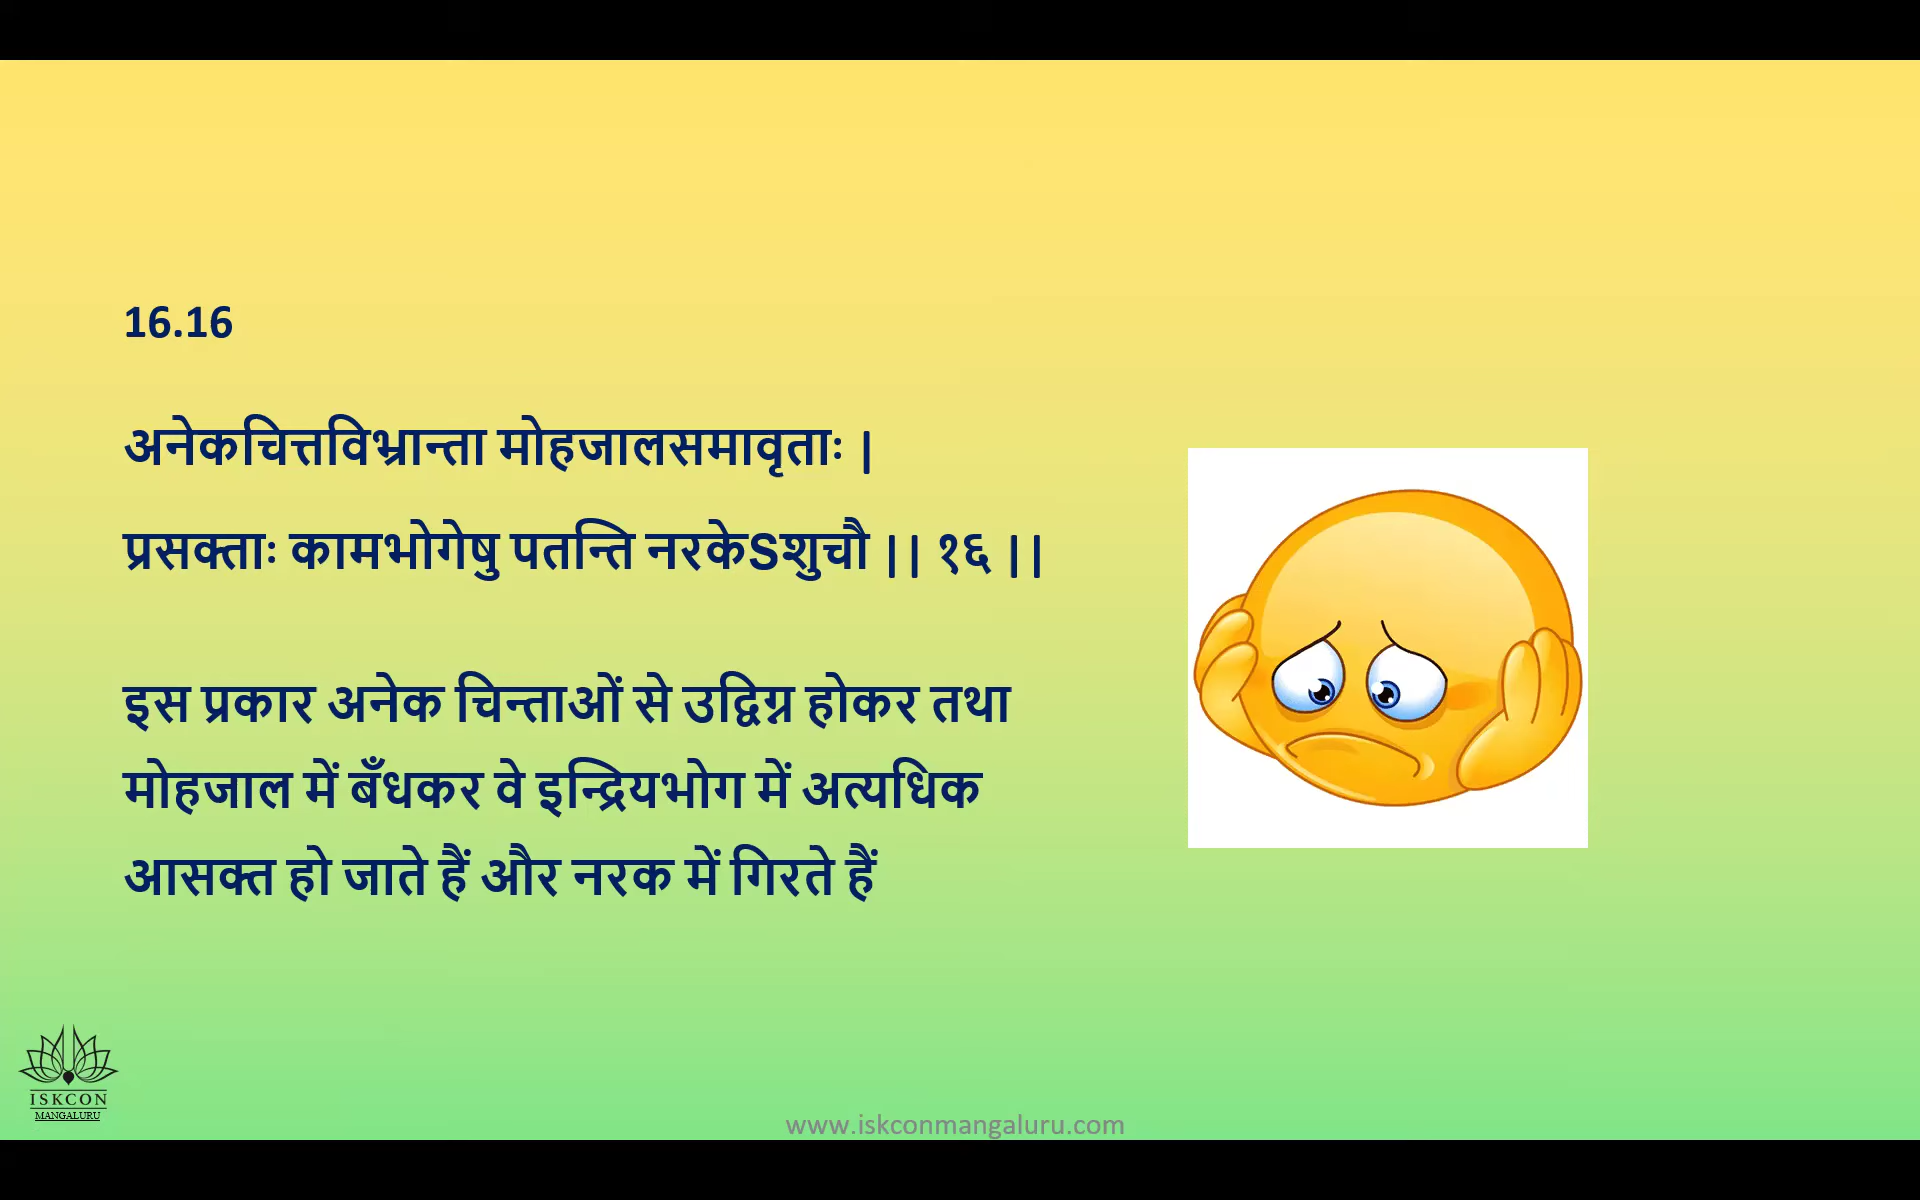 16.16
अनेकचित्तविभ्रान्ता मोहजालसमावृताः |
प्रसक्ताः कामभोगेषु पतन्ति नरकेSशुचौ || १६ ||
इस प्रकार अनेक चिन्ताओं से उद्विग्न होकर तथा
मोहजाल में बँधकर वे इन्द्रियभोग में अत्यधिक
आसक्त हो जाते हैं और नरक में गिरते हैं
ISKCON
MANGALURU
www.iskconmangaluru.com